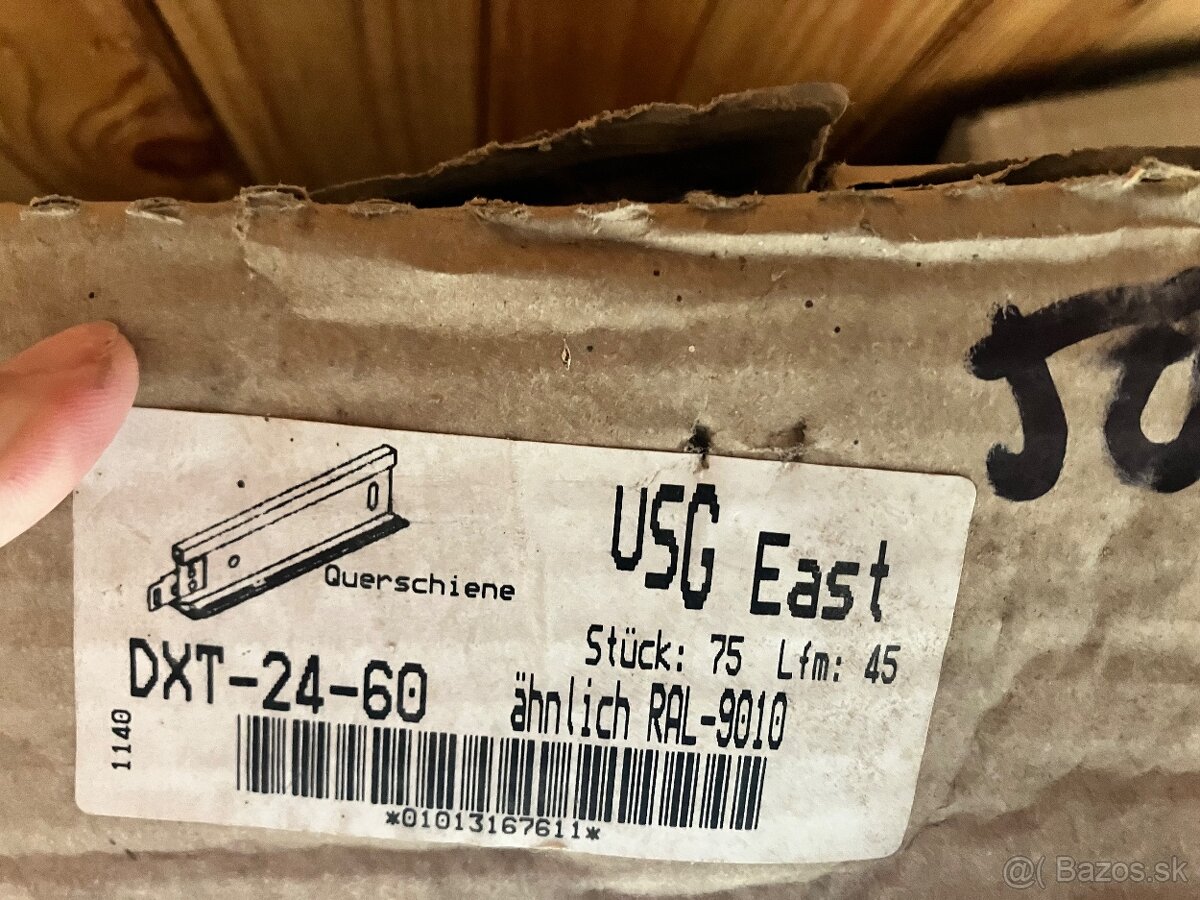 USG East
Querschiene
Stück: 75 Lfm: 45
DXT-24-60
ähnlich RAL-9010
1140
*01013167611*
@( Bazos.sk